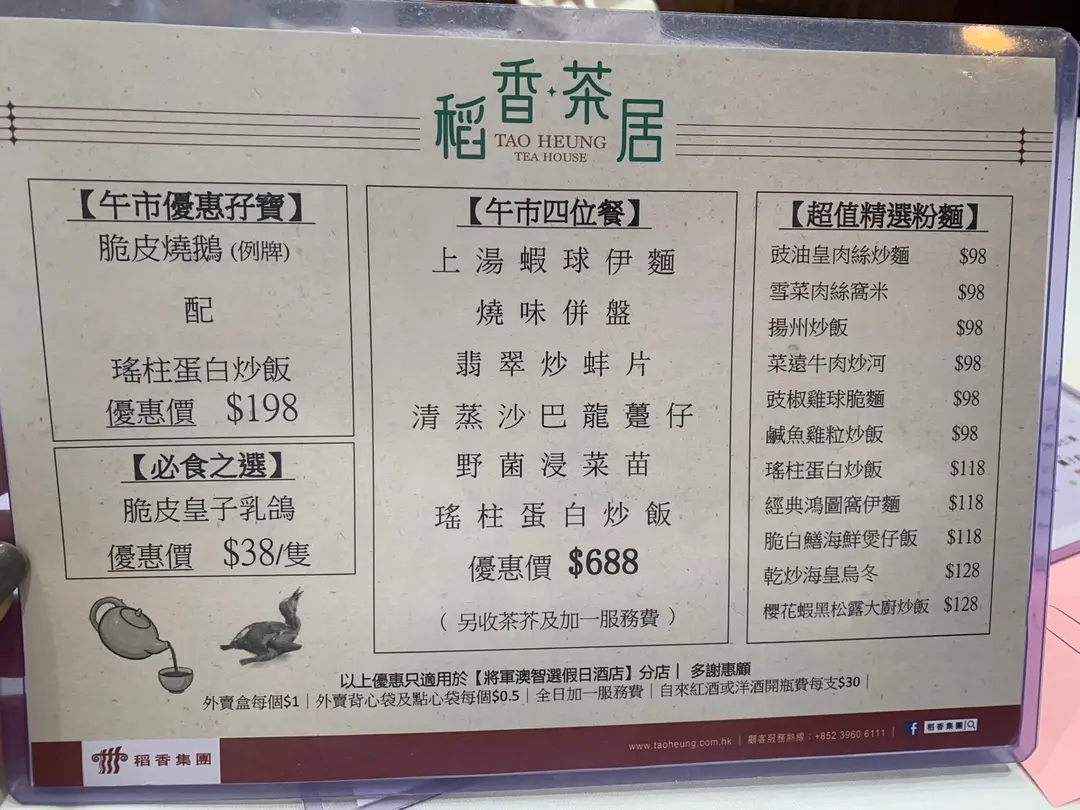 稻香·茶居
TAO HEUNG
TEA HOUSE
【午市優惠孖寶】
脆皮燒鵝 (例牌)
配
瑤柱蛋白炒飯
優惠價 $198
【必食之選】
脆皮皇子乳鴿
優惠價 $38/隻
【午市四位餐】
上湯蝦球伊麵
燒味併盤
翡翠炒蚌片
清蒸沙巴龍躉仔
野菌浸菜苗
瑤柱蛋白炒飯
優惠價 $688
（另收茶芥及加一服務費）
【超值精選粉麵】
豉油皇肉絲炒麵 $98
雪菜肉絲窩米 $98
揚州炒飯 $98
菜遠牛肉炒河 $98
豉椒雞球脆麵 $98
鹹魚雞粒炒飯 $98
瑤柱蛋白炒飯 $118
經典鴻圖窩伊麵 $118
脆白鱔海鮮煲仔飯 $118
乾炒海皇烏冬 $128
櫻花蝦黑松露大廚炒飯 $128
以上優惠只適用於【將軍澳智選假日酒店】分店｜ 多謝惠顧
外賣盒每個$1｜外賣背心袋及點心袋每個$0.5｜全日加一服務費｜自來紅酒或洋酒開瓶費每支$30｜
稻香集團
www.taoheung.com.hk｜顧客服務熱線：+852 3960 6111｜ f 稻香集團